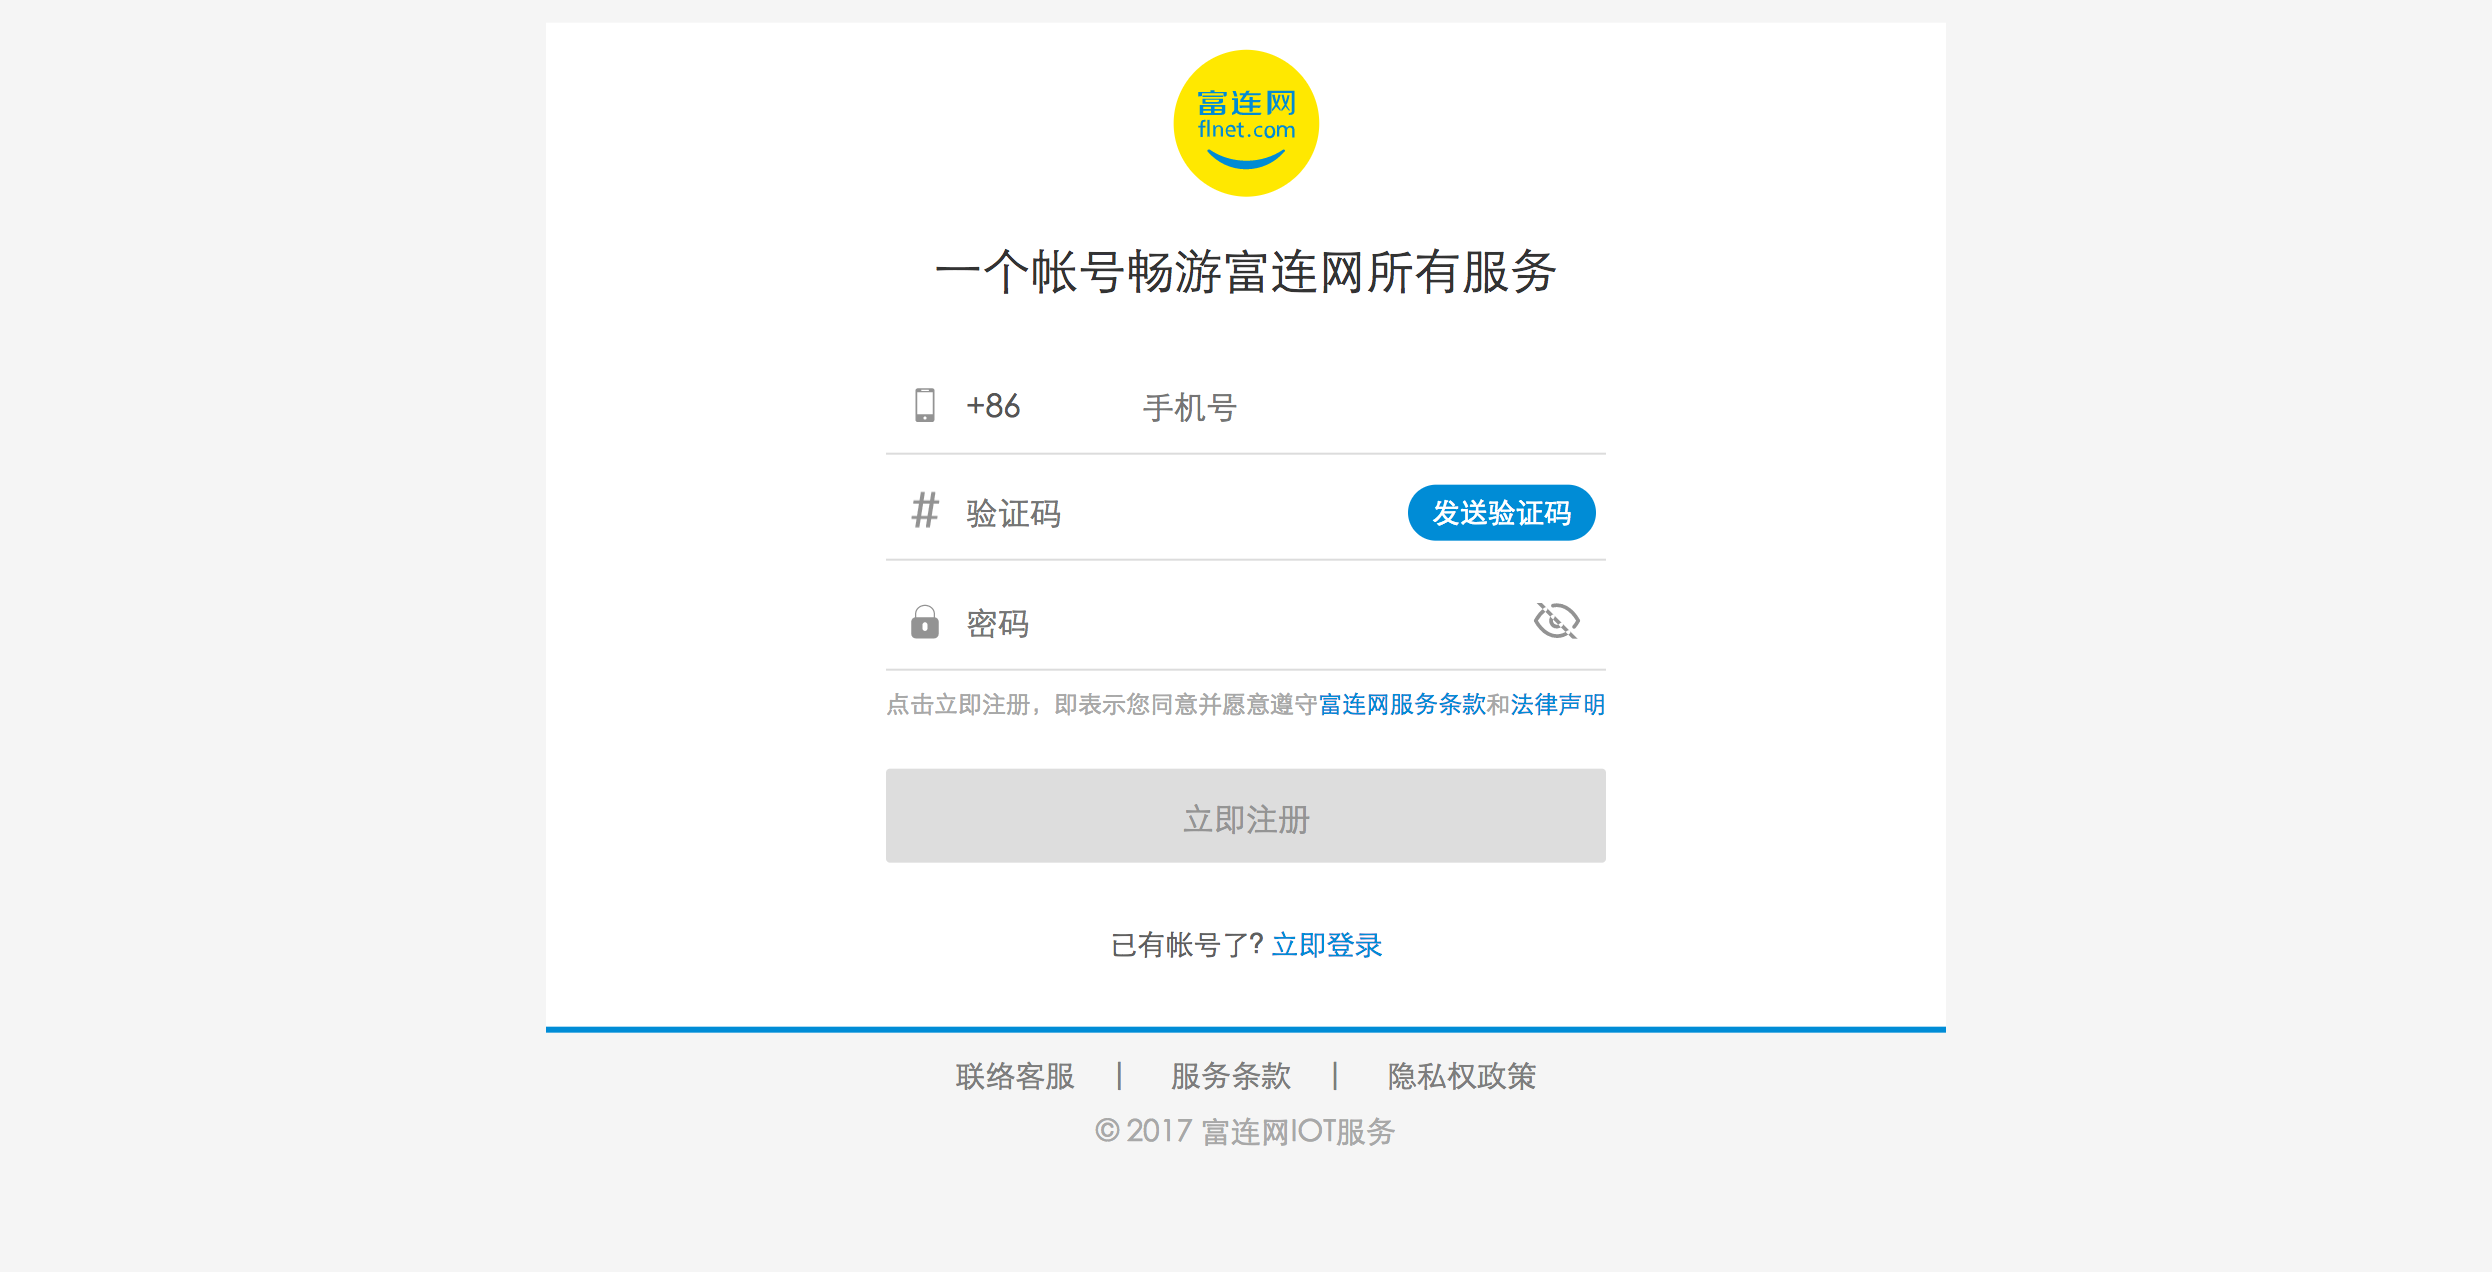 富连网
flnet.com
一个帐号畅游富连网所有服务
+86 手机号
# 验证码 发送验证码
密码
点击立即注册，即表示您同意并愿意遵守富连网服务条款和法律声明
立即注册
已有帐号了? 立即登录
联络客服 | 服务条款 | 隐私权政策
© 2017 富连网IOT服务